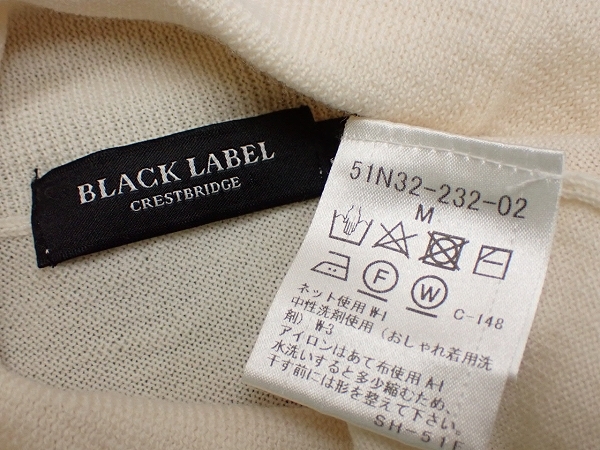 BLACK LABEL
CRESTBRIDGE
51N32-232-02
M
F W C-148
ネット使用 W-1
中性洗剤使用（おしゃれ着用洗
剤）W-3
アイロンはあて布使用 A-1
水洗いすると多少縮むため、
干す前には形を整えて下さい。
SH-51F